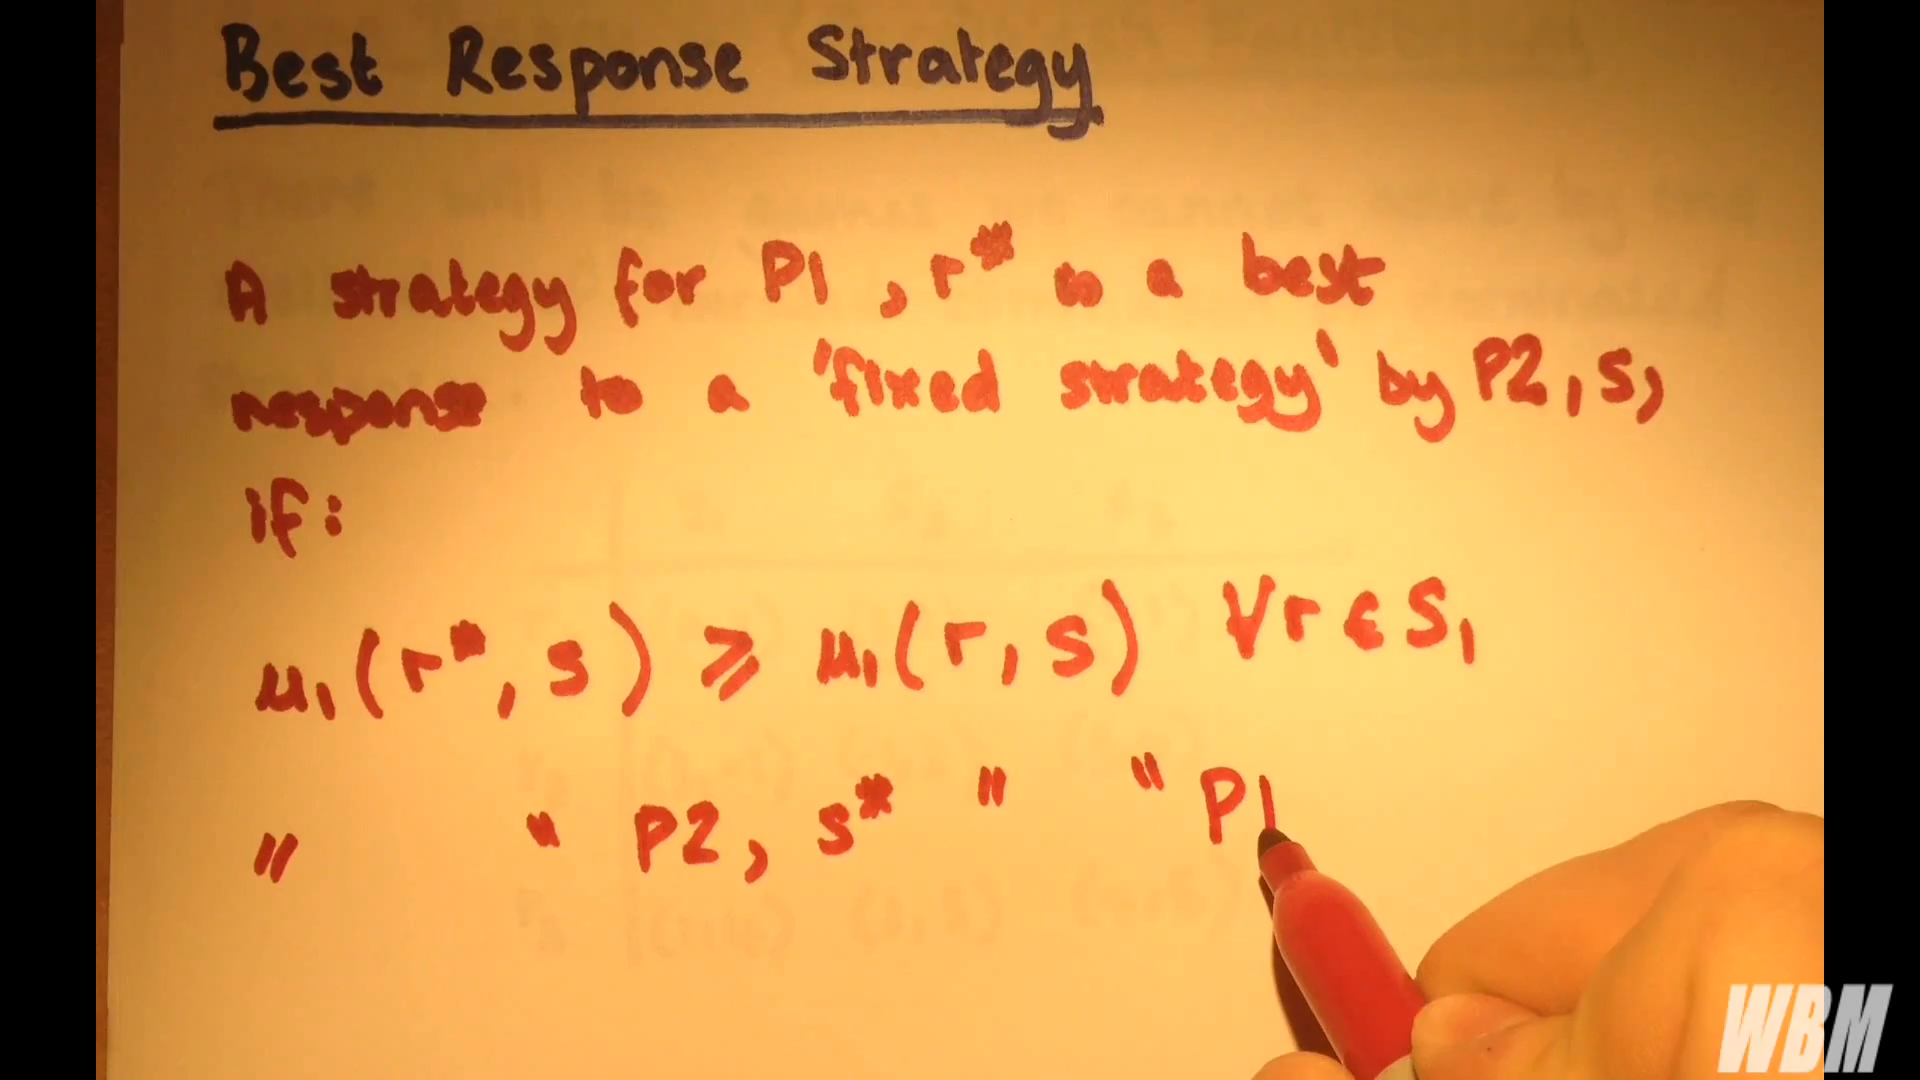 Best Response Strategy
A strategy for P1, r* to a best
response to a 'fixed strategy' by P2, s,
if:
u₁(r*, s) ⩾ u₁(r, s) ∀r∈S₁
" " P2, s* " " P1
WBM